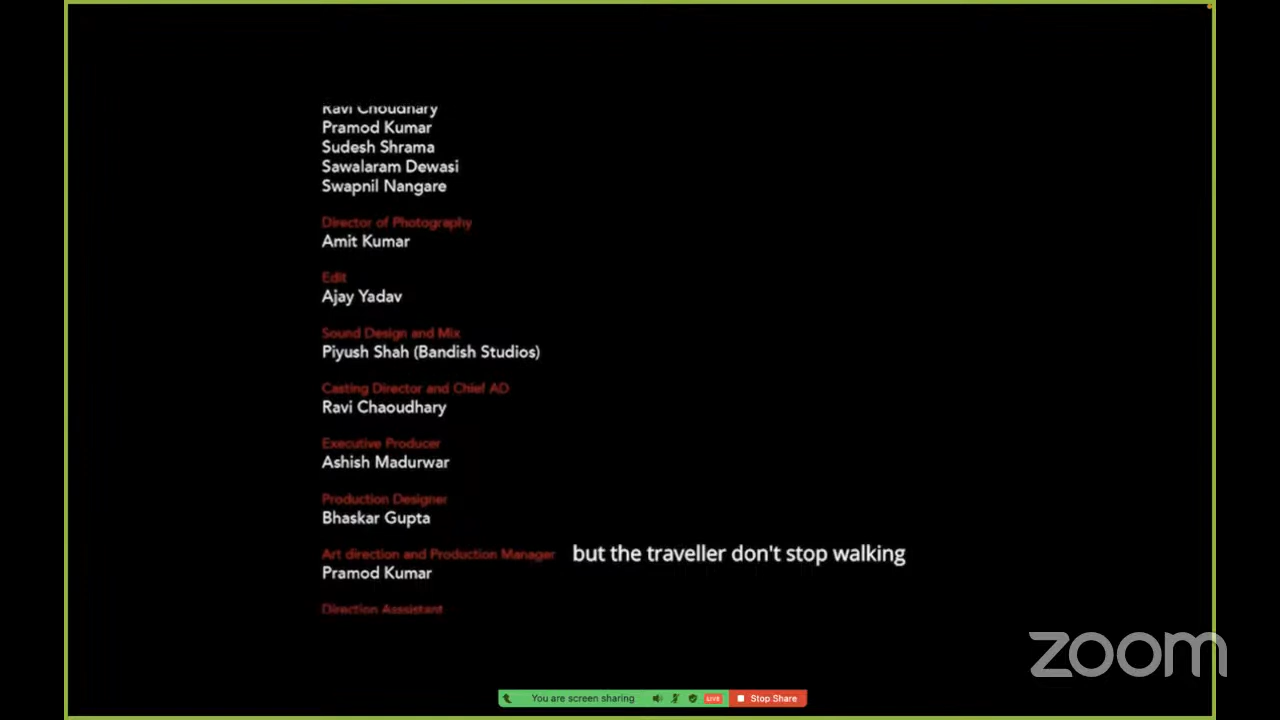 Ravi Choudhary
Pramod Kumar
Sudesh Shrama
Sawalaram Dewasi
Swapnil Nangare
Director of Photography
Amit Kumar
Edit
Ajay Yadav
Sound Design and Mix
Piyush Shah (Bandish Studios)
Casting Director and Chief AD
Ravi Chaoudhary
Executive Producer
Ashish Madurwar
Production Designer
Bhaskar Gupta
Art direction and Production Manager
but the traveller don't stop walking
Pramod Kumar
Direction Asssistant
zoom
You are screen sharing LIVE Stop Share